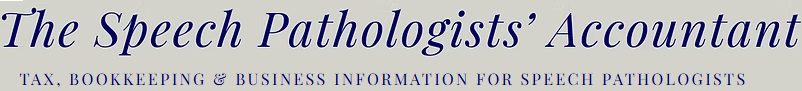 The Speech Pathologists’ Accountant
TAX, BOOKKEEPING & BUSINESS INFORMATION FOR SPEECH PATHOLOGISTS